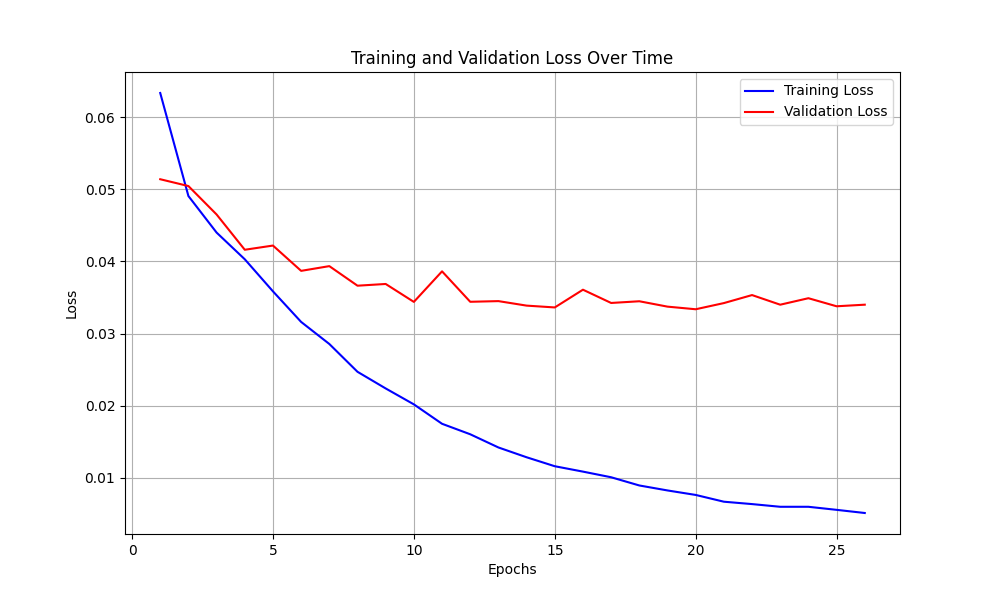 Training and Validation Loss Over Time
Training Loss
Validation Loss
0.06
0.05
0.04
0.03
0.02
0.01
Loss
0 5 10 15 20 25
Epochs